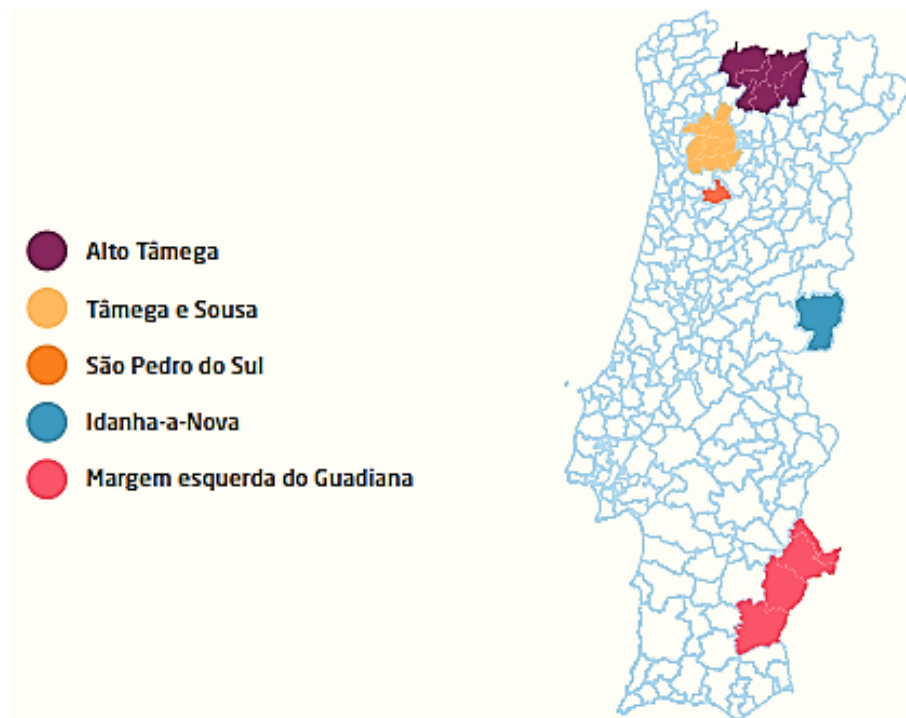 Alto Tâmega
Tâmega e Sousa
São Pedro do Sul
Idanha-a-Nova
Margem esquerda do Guadiana